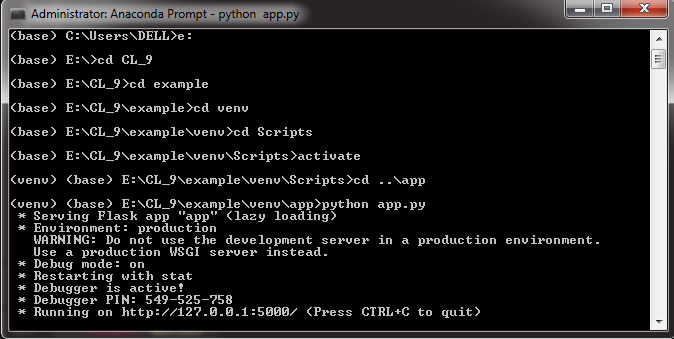 Administrator: Anaconda Prompt - python app.py
(base) C:\Users\DELL>e:
(base) E:\>cd CL_9
(base) E:\CL_9>cd example
(base) E:\CL_9\example>cd venv
(base) E:\CL_9\example\venv>cd Scripts
(base) E:\CL_9\example\venv\Scripts>activate
(venv) (base) E:\CL_9\example\venv\Scripts>cd ..\app
(venv) (base) E:\CL_9\example\venv\app>python app.py
* Serving Flask app "app" (lazy loading)
* Environment: production
WARNING: Do not use the development server in a production environment.
Use a production WSGI server instead.
* Debug mode: on
* Restarting with stat
* Debugger is active!
* Debugger PIN: 549-525-758
* Running on http://127.0.0.1:5000/ (Press CTRL+C to quit)